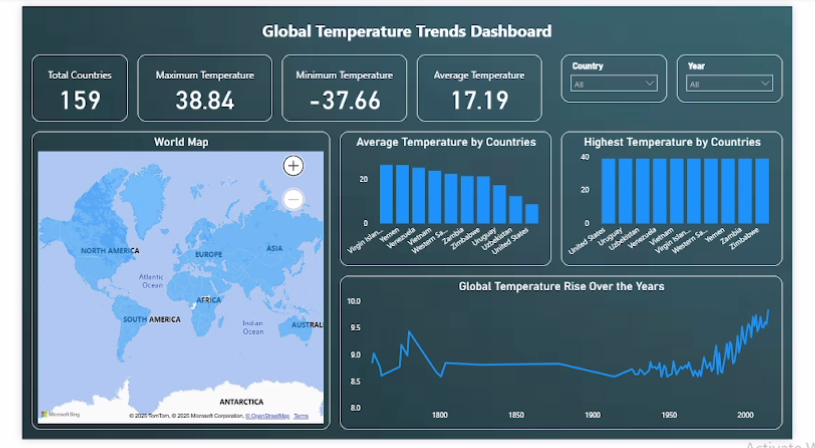 Global Temperature Trends Dashboard
Total Countries
159
Maximum Temperature
38.84
Minimum Temperature
-37.66
Average Temperature
17.19
Country
All
Year
All
World Map
NORTH AMERICA
EUROPE
ASIA
Atlantic
Ocean
AFRICA
SOUTH AMERICA
Indian
Ocean
AUSTRAL
ANTARCTICA
Microsoft Bing
© 2025 TomTom, © 2025 Microsoft Corporation, © OpenStreetMap Terms
Average Temperature by Countries
20
0
Virgin Islan...
Yemen
Venezuela
Vietnam
Western Sa...
Zambia
Zimbabwe
Uruguay
Uzbekistan
United States
Highest Temperature by Countries
40
20
0
United States
Uruguay
Uzbekistan
Venezuela
Vietnam
Virgin Islan...
Western Sa...
Yemen
Zambia
Zimbabwe
Global Temperature Rise Over the Years
10.0
9.5
9.0
8.5
8.0
1800
1850
1900
1950
2000